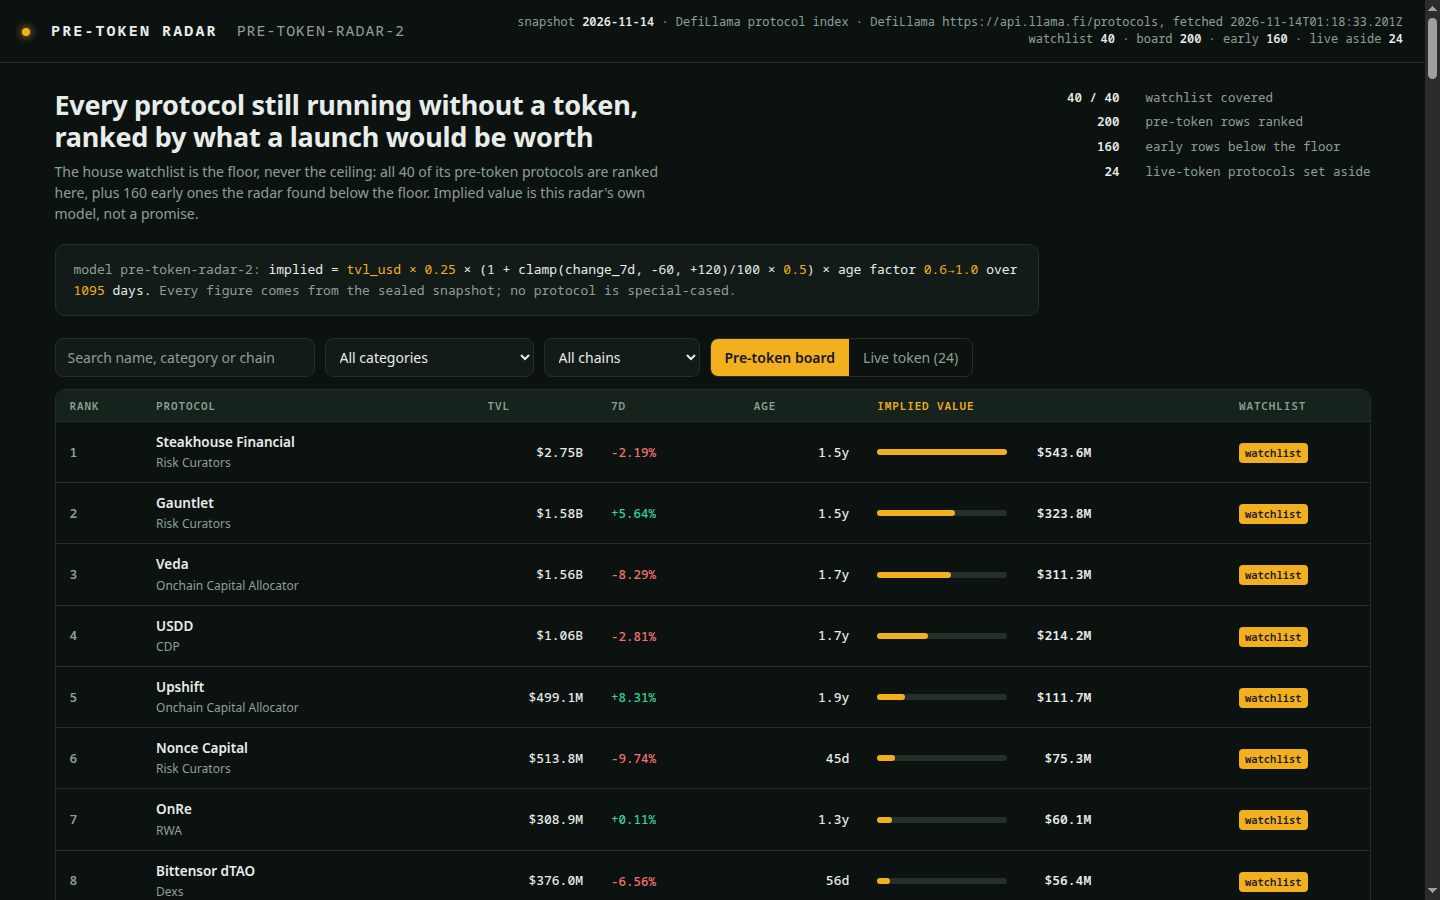 PRE-TOKEN RADAR PRE-TOKEN-RADAR-2
snapshot 2026-11-14 · DefiLlama protocol index · DefiLlama https://api.llama.fi/protocols, fetched 2026-11-14T01:18:33.201Z
watchlist 40 · board 200 · early 160 · live aside 24
Every protocol still running without a token,
ranked by what a launch would be worth
The house watchlist is the floor, never the ceiling: all 40 of its pre-token protocols are ranked
here, plus 160 early ones the radar found below the floor. Implied value is this radar's own
model, not a promise.
40 / 40 watchlist covered
200 pre-token rows ranked
160 early rows below the floor
24 live-token protocols set aside
model pre-token-radar-2: implied = tvl_usd × 0.25 × (1 + clamp(change_7d, -60, +120)/100 × 0.5) × age factor 0.6→1.0 over
1095 days. Every figure comes from the sealed snapshot; no protocol is special-cased.
Search name, category or chain All categories All chains Pre-token board Live token (24)
RANK PROTOCOL TVL 7D AGE IMPLIED VALUE WATCHLIST
1 Steakhouse Financial $2.75B -2.19% 1.5y $543.6M watchlist
Risk Curators
2 Gauntlet $1.58B +5.64% 1.5y $323.8M watchlist
Risk Curators
3 Veda $1.56B -8.29% 1.7y $311.3M watchlist
Onchain Capital Allocator
4 USDD $1.06B -2.81% 1.7y $214.2M watchlist
CDP
5 Upshift $499.1M +8.31% 1.9y $111.7M watchlist
Onchain Capital Allocator
6 Nonce Capital $513.8M -9.74% 45d $75.3M watchlist
Risk Curators
7 OnRe $308.9M +0.11% 1.3y $60.1M watchlist
RWA
8 Bittensor dTAO $376.0M -6.56% 56d $56.4M watchlist
Dexs